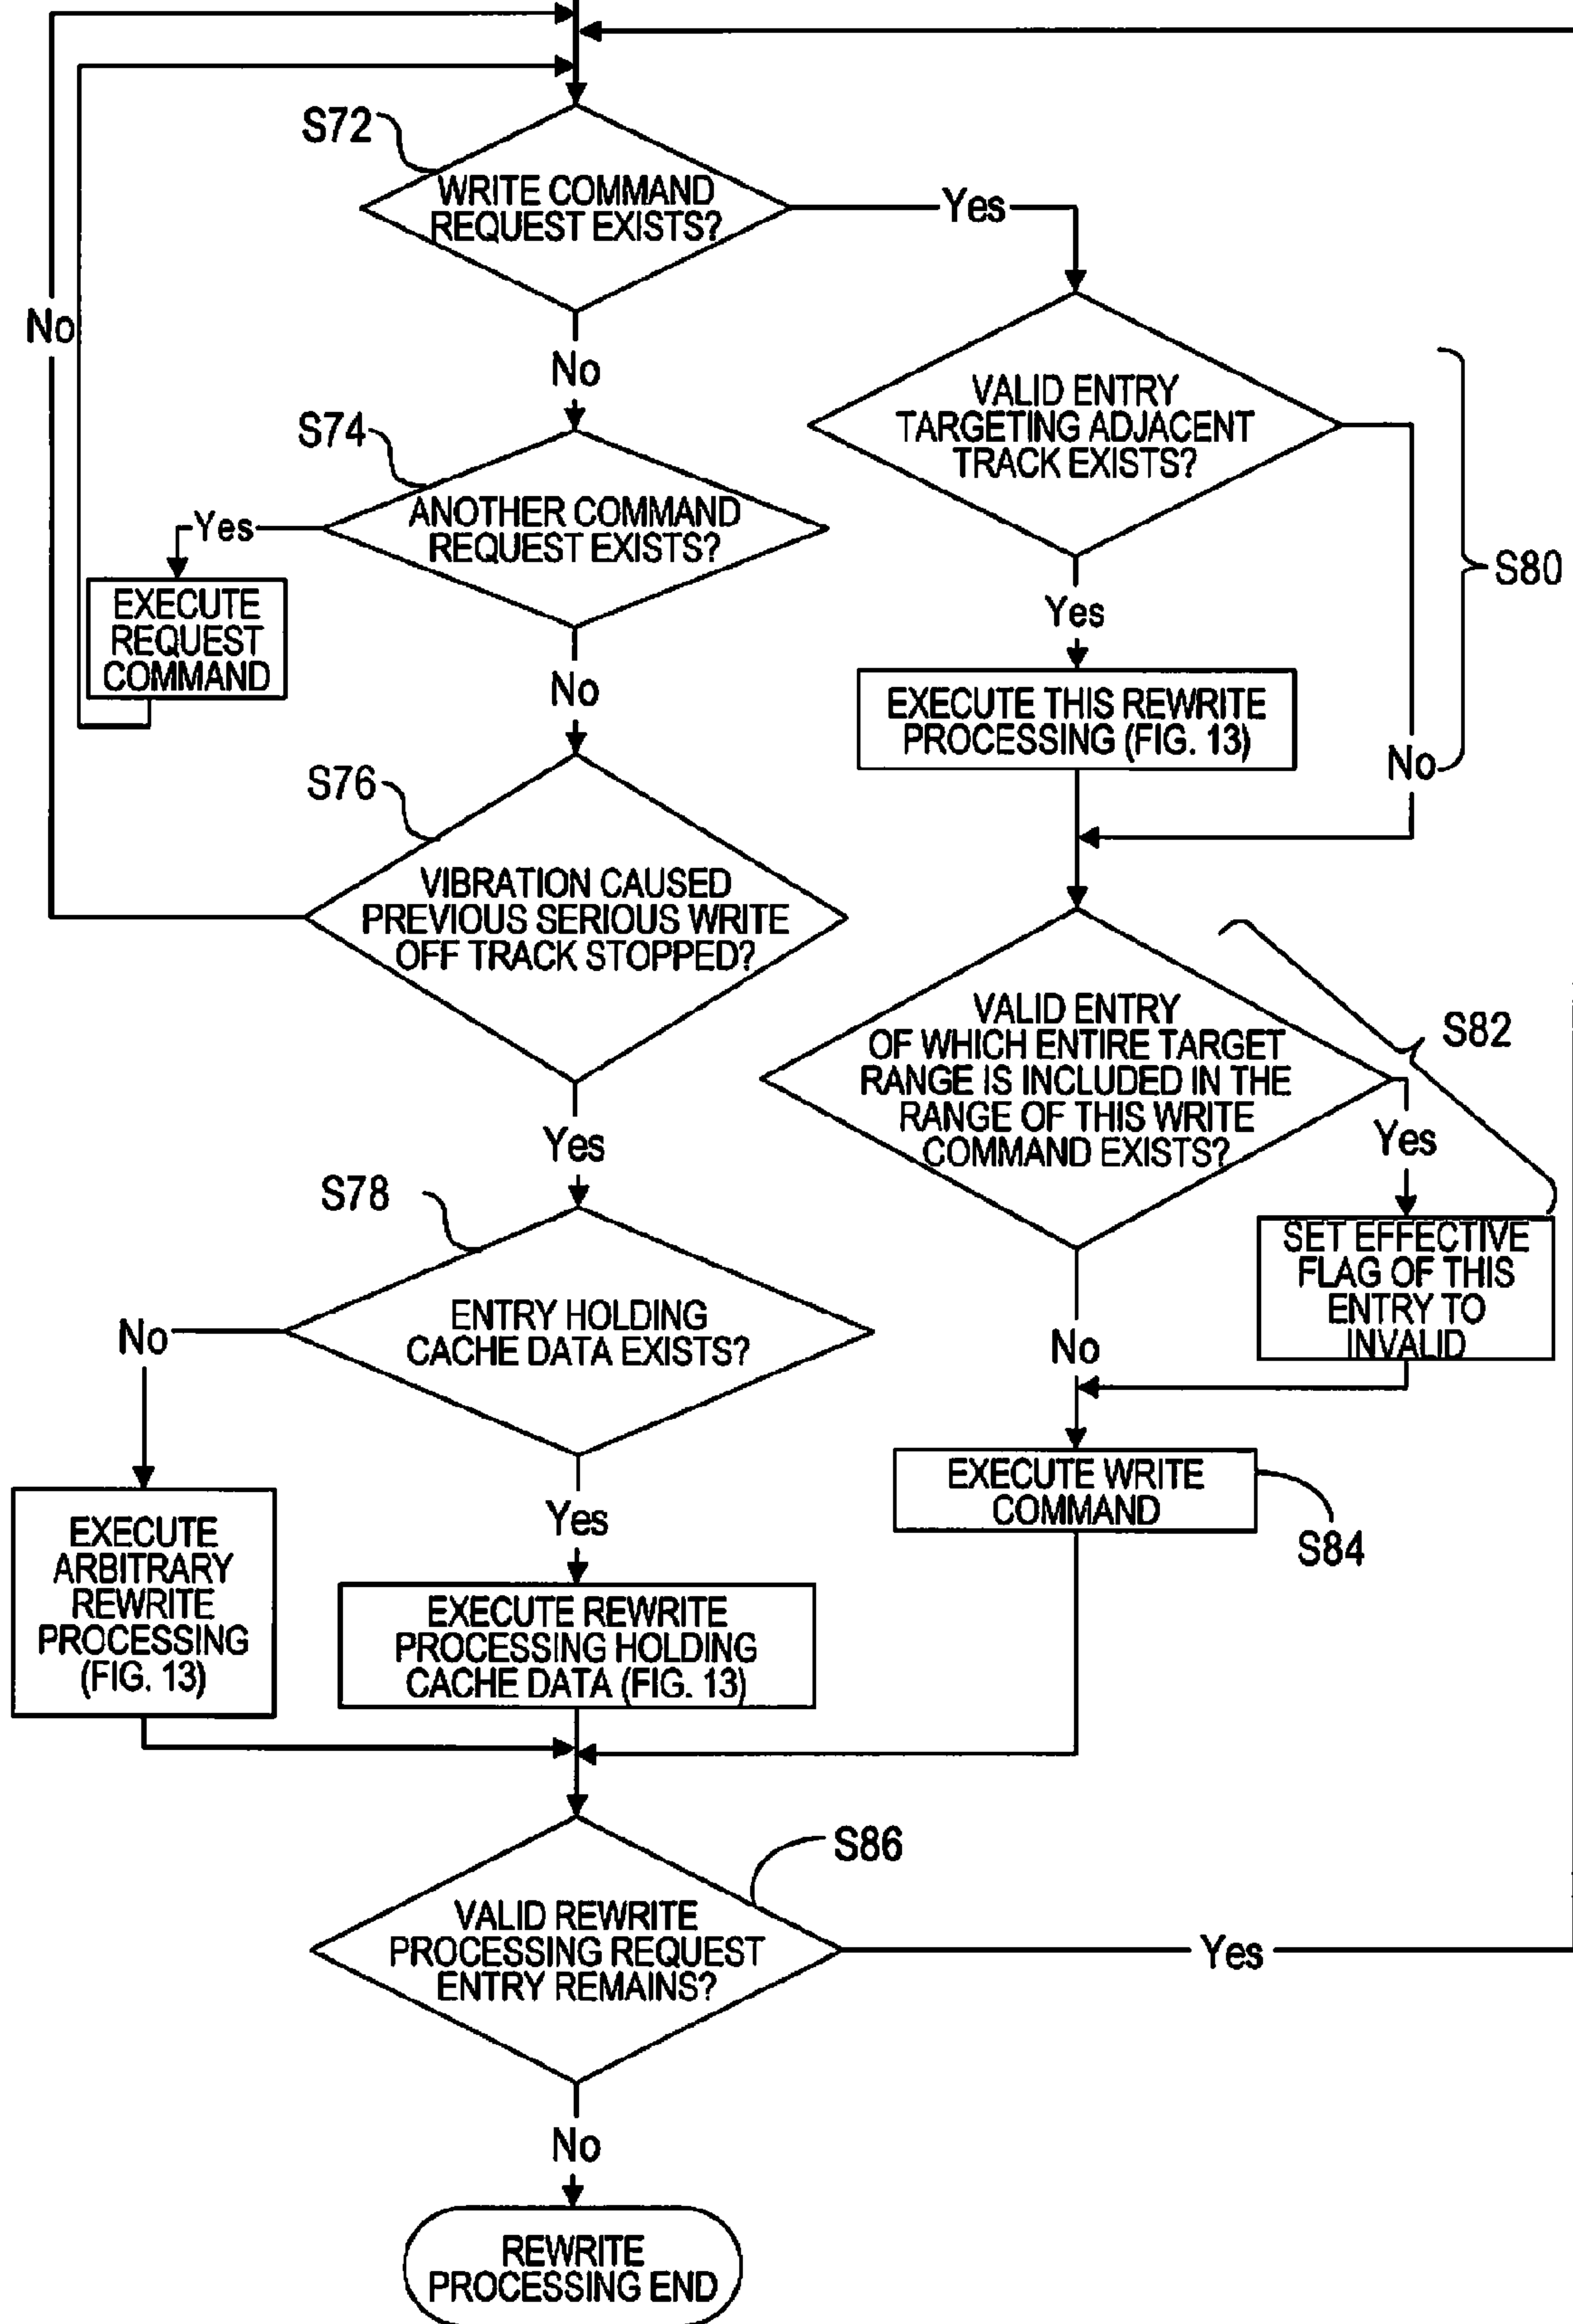 S72
WRITE COMMAND
REQUEST EXISTS?
Yes
No
No
VALID ENTRY
TARGETING ADJACENT
TRACK EXISTS?
S74
ANOTHER COMMAND
REQUEST EXISTS?
Yes
S80
EXECUTE
REQUEST
COMMAND
Yes
No
EXECUTE THIS REWRITE
PROCESSING (FIG. 13)
No
S76
VIBRATION CAUSED
PREVIOUS SERIOUS WRITE
OFF TRACK STOPPED?
VALID ENTRY
OF WHICH ENTIRE TARGET
RANGE IS INCLUDED IN THE
RANGE OF THIS WRITE
COMMAND EXISTS?
S82
Yes
Yes
S78
SET EFFECTIVE
FLAG OF THIS
ENTRY TO
INVALID
ENTRY HOLDING
CACHE DATA EXISTS?
No
No
EXECUTE WRITE
COMMAND
S84
Yes
EXECUTE
ARBITRARY
REWRITE
PROCESSING
(FIG. 13)
EXECUTE REWRITE
PROCESSING HOLDING
CACHE DATA (FIG. 13)
S86
VALID REWRITE
PROCESSING REQUEST
ENTRY REMAINS?
Yes
No
REWRITE
PROCESSING END